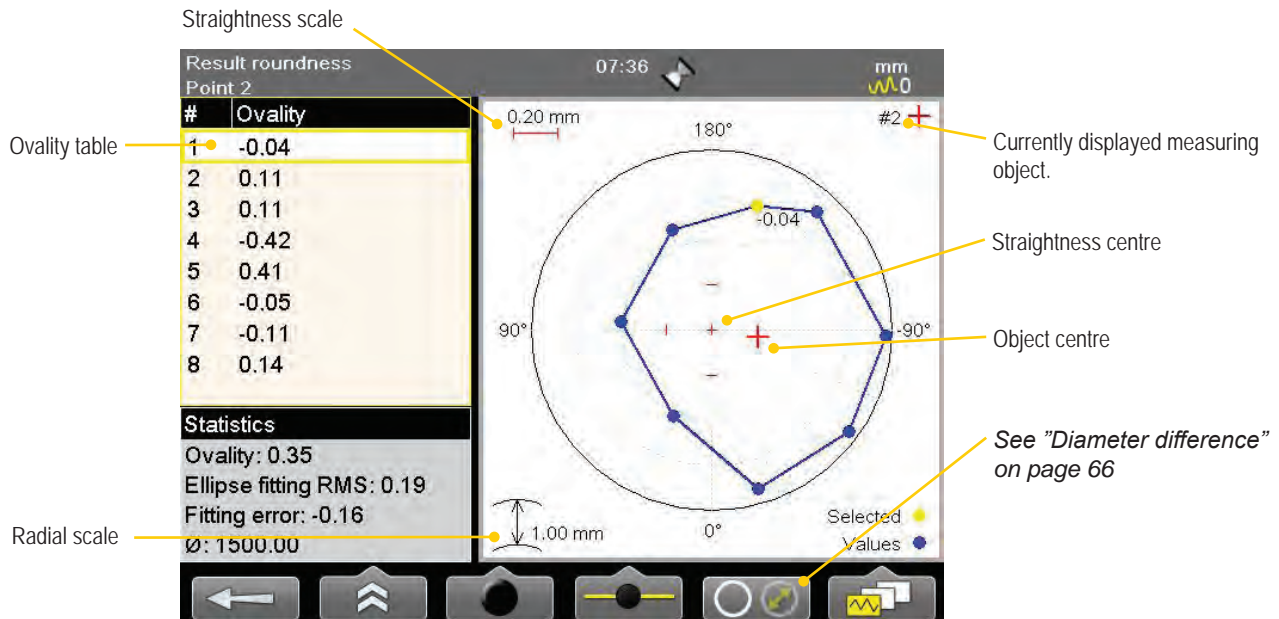 Straightness scale
Result roundness
Point 2
07:36
mm
0
# Ovality
1 -0.04
2 0.11
3 0.11
4 -0.42
5 0.41
6 -0.05
7 -0.11
8 0.14
Statistics
Ovality: 0.35
Ellipse fitting RMS: 0.19
Fitting error: -0.16
Ø: 1500.00
0.20 mm
180°
#2
-0.04
90°
-90°
1.00 mm
0°
Selected
Values
Ovality table
Radial scale
Currently displayed measuring
object.
Straightness centre
Object centre
See ”Diameter difference”
on page 66